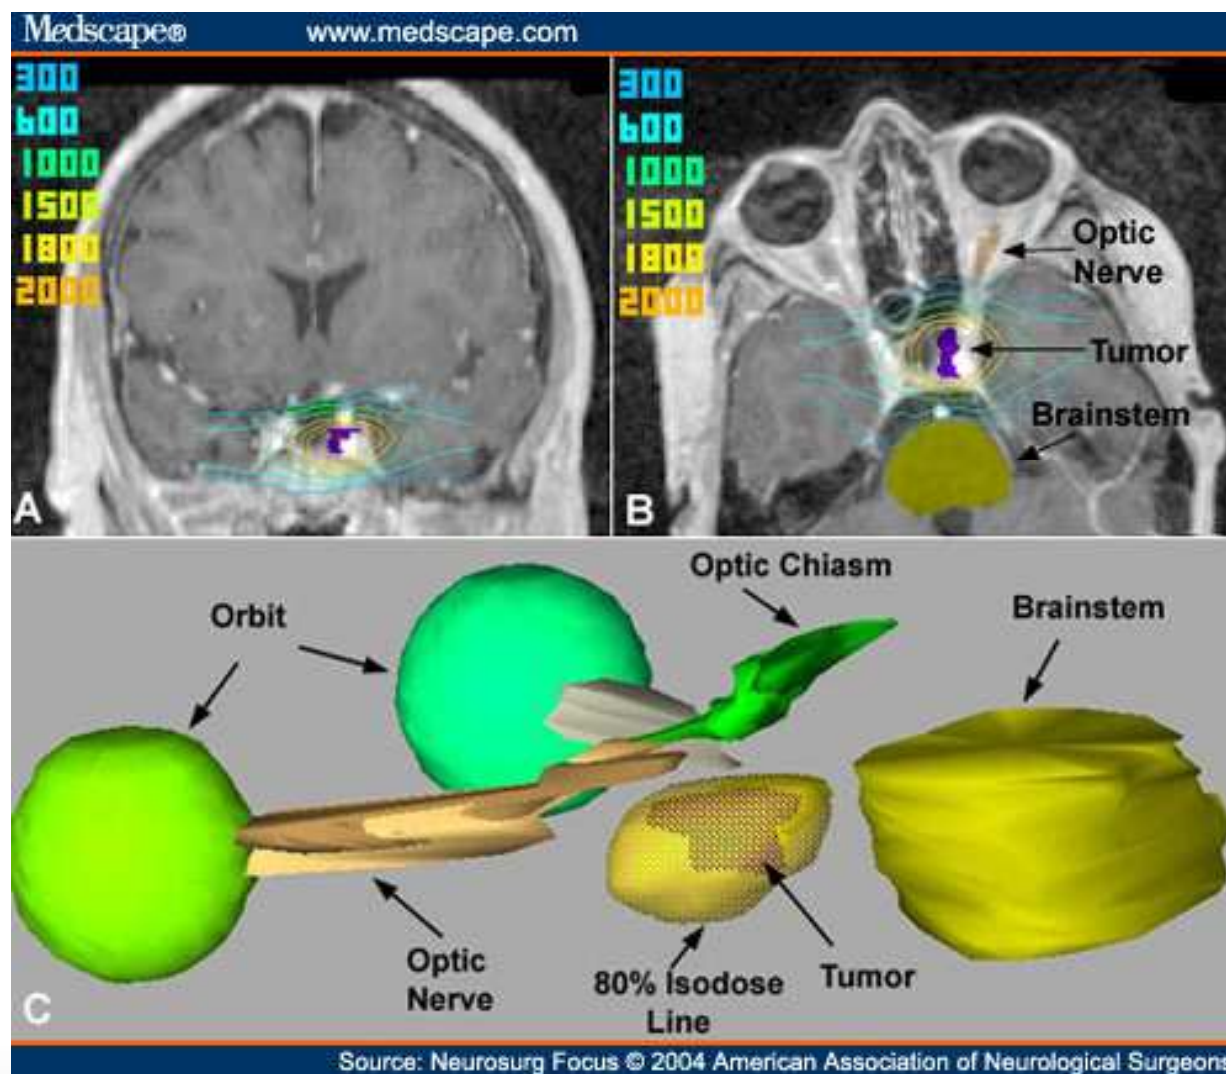 Medscape® www.medscape.com
300
600
1000
1500
1800
2000
A
300
600
1000
1500
1800
2000
Optic
Nerve
Tumor
Brainstem
B
Optic Chiasm
Orbit
Brainstem
Optic
Nerve
80% Isodose
Line
Tumor
C
Source: Neurosurg Focus © 2004 American Association of Neurological Surgeons